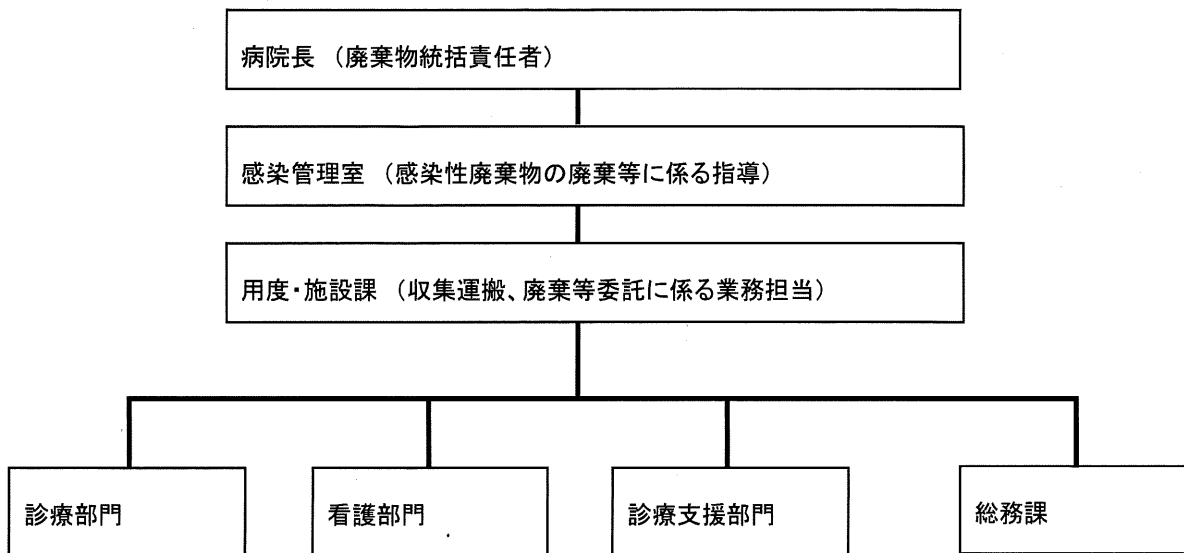 病院長 (廃棄物統括責任者)
感染管理室 (感染性廃棄物の廃棄等に係る指導)
用度・施設課 (収集運搬、廃棄等委託に係る業務担当)
診療部門
看護部門
診療支援部門
総務課